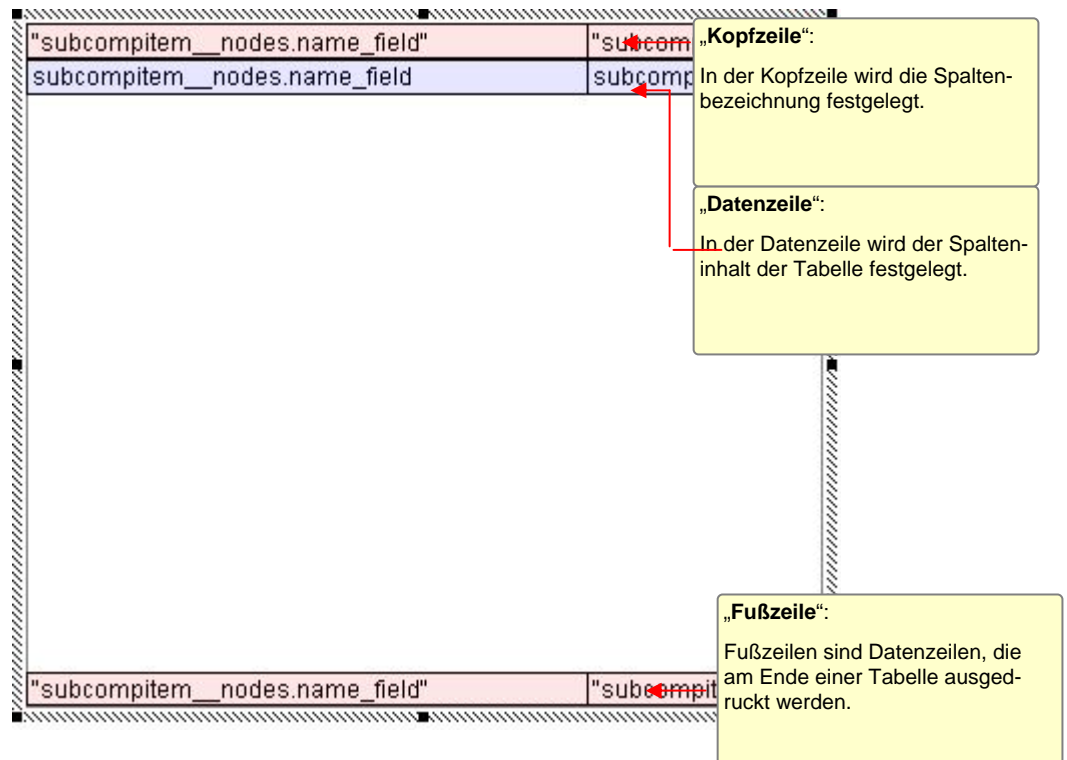 "subcompitem__nodes.name_field"
"subcom
„Kopfzeile“:
In der Kopfzeile wird die Spalten-
bezeichnung festgelegt.
subcompitem__nodes.name_field
subcomp
„Datenzeile“:
In der Datenzeile wird der Spalten-
inhalt der Tabelle festgelegt.
„Fußzeile“:
Fußzeilen sind Datenzeilen, die
am Ende einer Tabelle ausged-
ruckt werden.
"subcompitem__nodes.name_field"
"subcompit